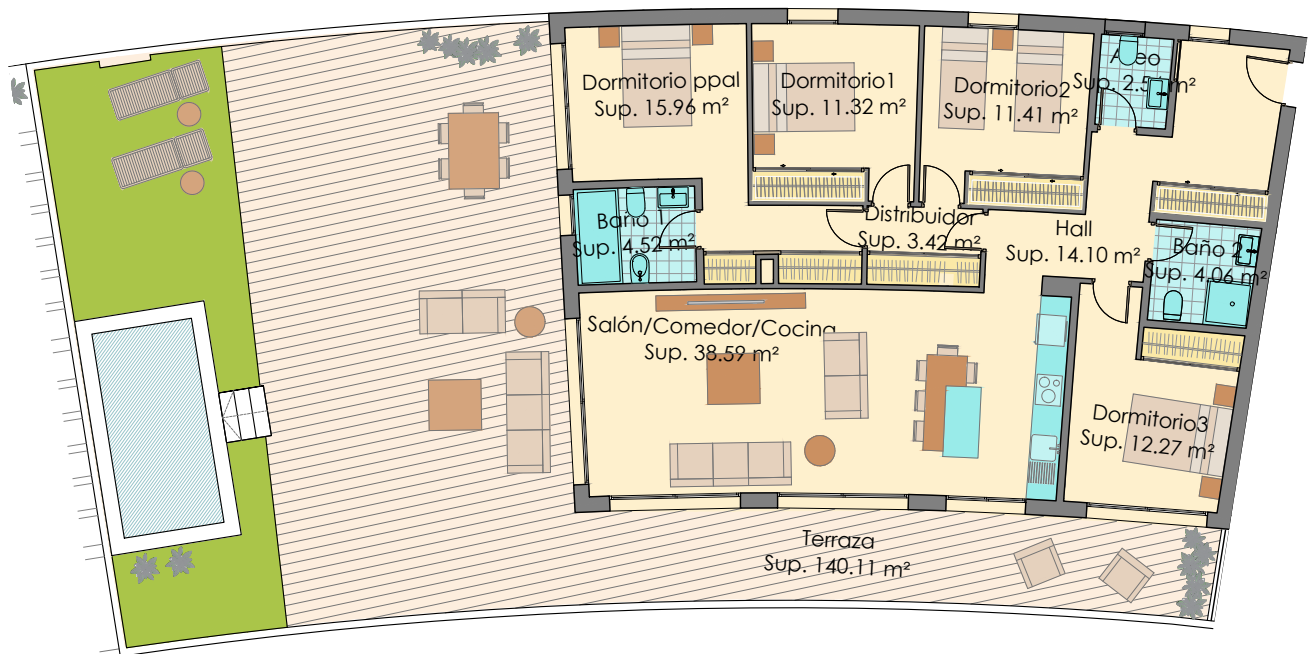 Dormitorio ppal
Sup. 15.96 m²
Dormitorio1
Sup. 11.32 m²
Dormitorio2
Sup. 11.41 m²
Sup. m²
Baño 1
Sup. 4.52 m²
Distribuidor
Sup. 3.42 m²
Hall
Sup. 14.10 m²
Baño 2
Sup. 4.06 m²
Salón/Comedor/Cocina
Sup. 38.59 m²
Dormitorio3
Sup. 12.27 m²
Terraza
Sup. 140.11 m²